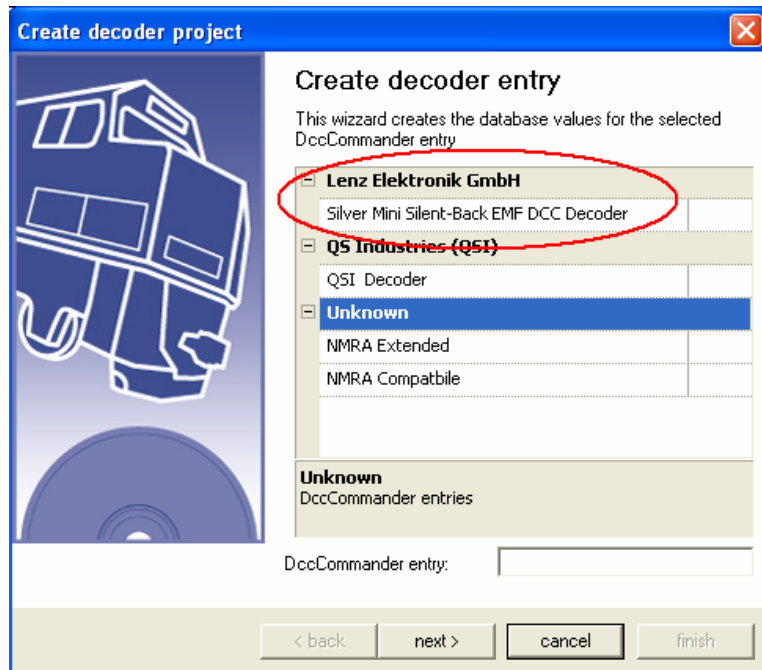 Create decoder project
Create decoder entry
This wizzard creates the database values for the selected
DccCommander entry
Lenz Elektronik GmbH
Silver Mini Silent-Back EMF DCC Decoder
QS Industries (QSI)
QSI Decoder
Unknown
NMRA Extended
NMRA Compatbile
Unknown
DccCommander entries
DccCommander entry:
< back next > cancel finish